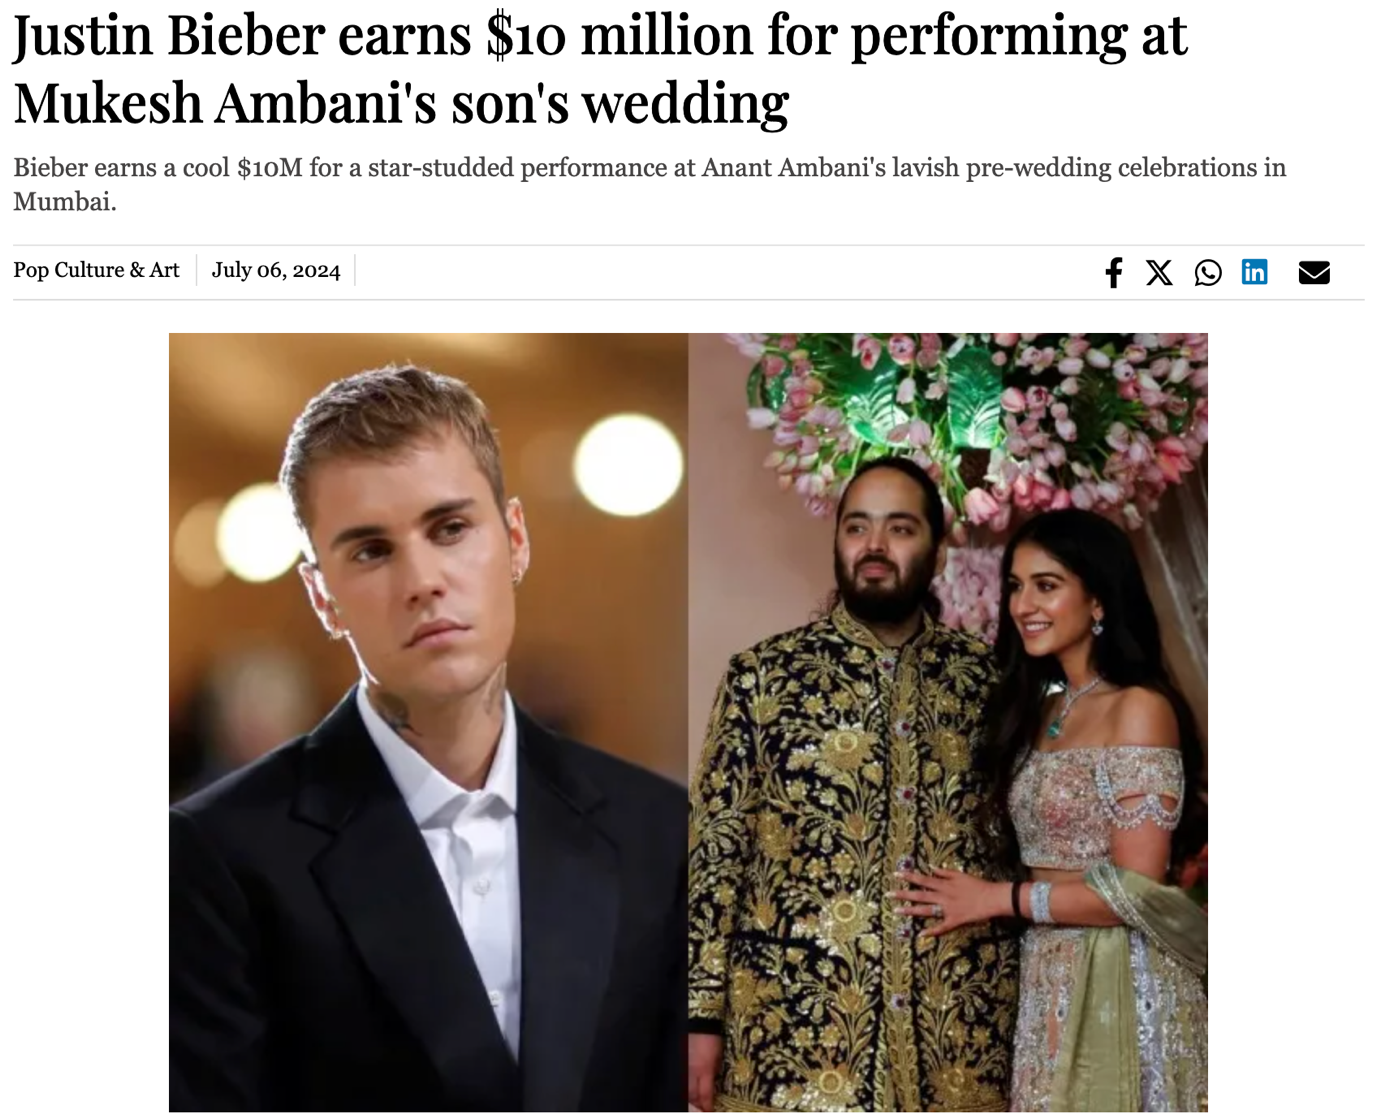 Justin Bieber earns $10 million for performing at
Mukesh Ambani's son's wedding
Bieber earns a cool $10M for a star-studded performance at Anant Ambani's lavish pre-wedding celebrations in
Mumbai.
Pop Culture & Art July 06, 2024